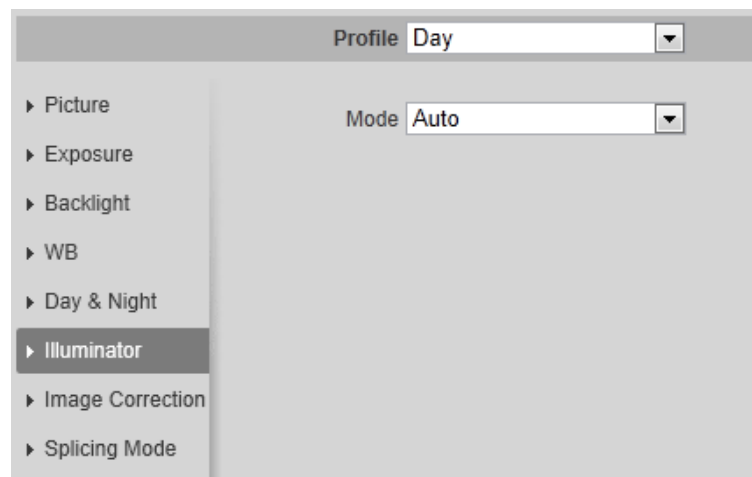 Profile Day
Picture
Mode Auto
Exposure
Backlight
WB
Day & Night
Illuminator
Image Correction
Splicing Mode